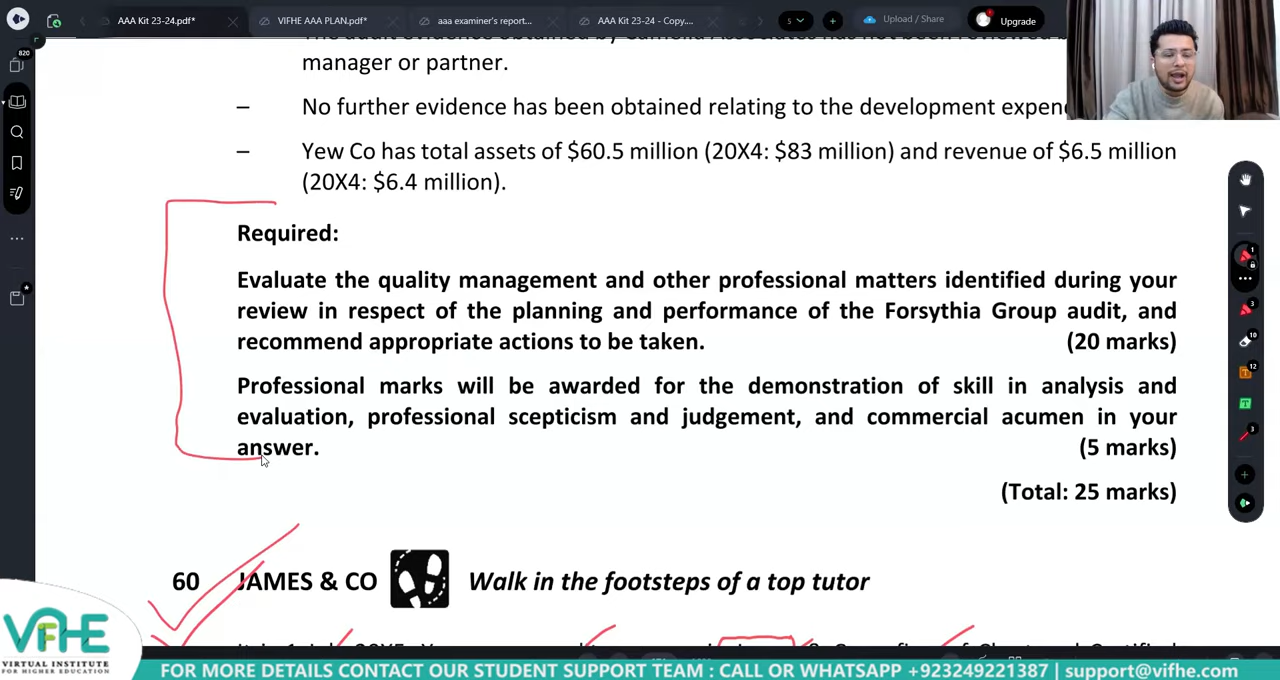 AAA Kit 23-24.pdf*
VIFHE AAA PLAN.pdf*
aaa examiner's report...
AAA Kit 23-24 - Copy....
5
Upload / Share
Upgrade
820
manager or partner.
– No further evidence has been obtained relating to the development expen
– Yew Co has total assets of $60.5 million (20X4: $83 million) and revenue of $6.5 million
(20X4: $6.4 million).
Required:
Evaluate the quality management and other professional matters identified during your
review in respect of the planning and performance of the Forsythia Group audit, and
recommend appropriate actions to be taken. (20 marks)
Professional marks will be awarded for the demonstration of skill in analysis and
evaluation, professional scepticism and judgement, and commercial acumen in your
answer. (5 marks)
(Total: 25 marks)
60 JAMES & CO Walk in the footsteps of a top tutor
1
3
10
12
3
VIFHE
VIRTUAL INSTITUTE
FOR HIGHER EDUCATION
FOR MORE DETAILS CONTACT OUR STUDENT SUPPORT TEAM : CALL OR WHATSAPP +923249221387 | support@vifhe.com